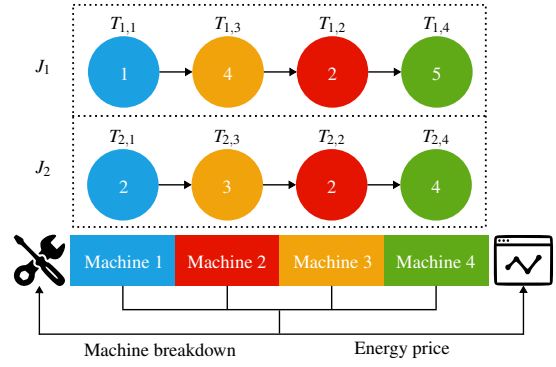 T1,1 T1,3 T1,2 T1,4
J1 1 4 2 5
T2,1 T2,3 T2,2 T2,4
J2 2 3 2 4
Machine 1 Machine 2 Machine 3 Machine 4
Machine breakdown Energy price